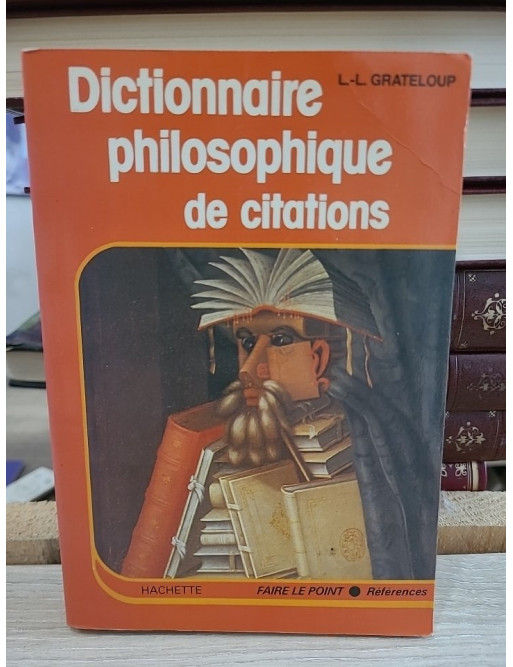 L.-L. GRATELOUP
Dictionnaire
philosophique
de citations
HACHETTE
FAIRE LE POINT ● Références